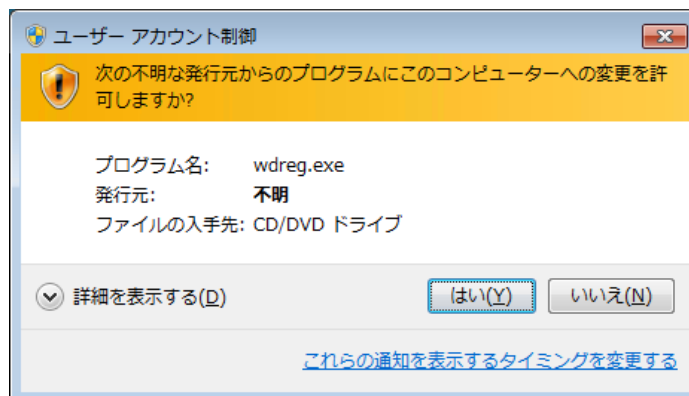 ユーザー アカウント制御
次の不明な発行元からのプログラムにこのコンピューターへの変更を許
可しますか?
プログラム名: wdreg.exe
発行元: 不明
ファイルの入手先: CD/DVD ドライブ
詳細を表示する(D)
はい(Y)
いいえ(N)
これらの通知を表示するタイミングを変更する